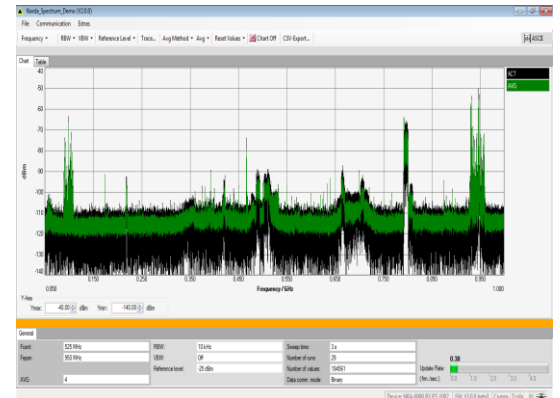 Narda_Spectrum_Demo (V2.0.0)
File Communication Extras
Frequency RBW VBW Reference Level Trace... Avg Method Avg Reset Values Chart Off CSV-Export... ASCII
Chart Table
ACT
AVG
dBm
-50
-60
-70
-80
-90
-100
-110
-120
-130
-140
0.050 0.150 0.250 0.350 0.450 0.550 0.650 0.750 0.850 0.950 1.000
Frequency / GHz
Y-Axis
Ymax: -40,00 dBm Ymin: -140,00 dBm
General
Fcent: 525 MHz RBW: 10 kHz Sweep time: 3 s
Fspan: 950 MHz VBW: Off Number of runs: 20 0.38
Reference level: -25 dBm Number of values: Update Rate:
AVG: 4 Data comm. mode: Binary 0.0 1.0 2.0 3.0 4.0